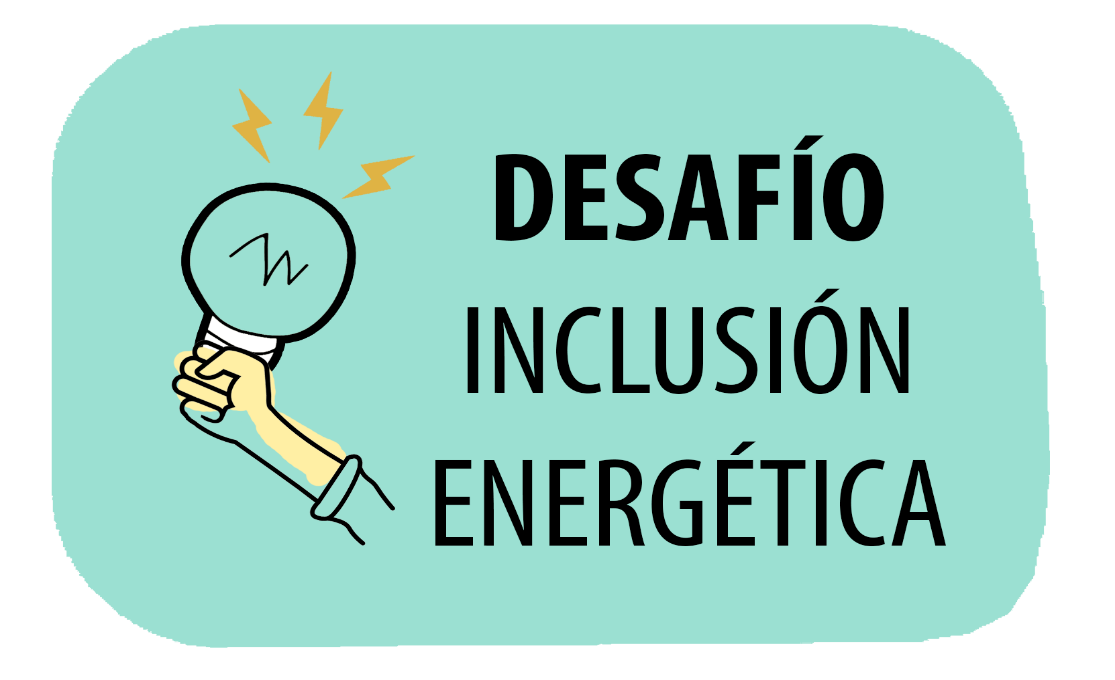 DESAFÍO
INCLUSIÓN
ENERGÉTICA